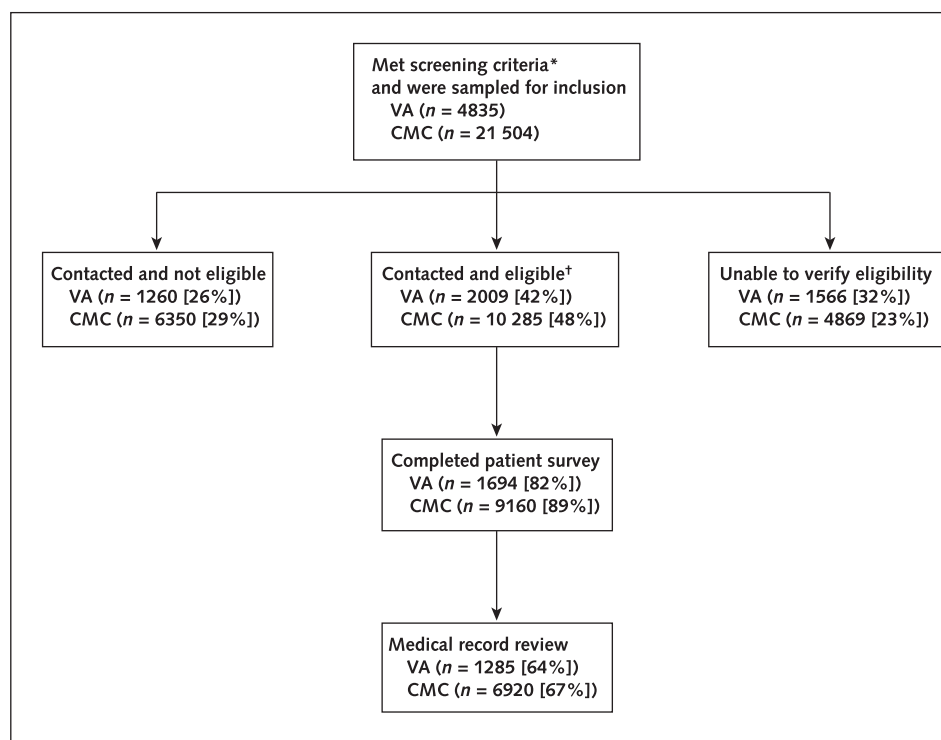 Met screening criteria*
and were sampled for inclusion
VA (n = 4835)
CMC (n = 21 504)
Contacted and not eligible
VA (n = 1260 [26%])
CMC (n = 6350 [29%])
Contacted and eligible†
VA (n = 2009 [42%])
CMC (n = 10 285 [48%])
Unable to verify eligibility
VA (n = 1566 [32%])
CMC (n = 4869 [23%])
Completed patient survey
VA (n = 1694 [82%])
CMC (n = 9160 [89%])
Medical record review
VA (n = 1285 [64%])
CMC (n = 6920 [67%])